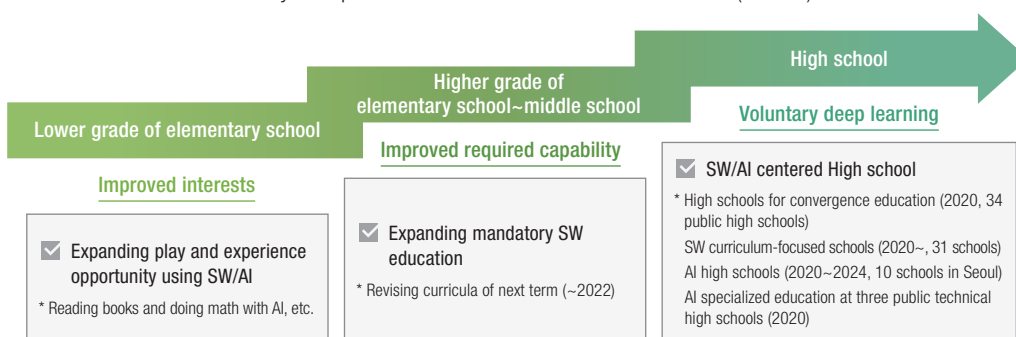 High school
Higher grade of
elementary school~middle school
Lower grade of elementary school
Voluntary deep learning
Improved required capability
Improved interests
SW/AI centered High school
* High schools for convergence education (2020, 34
public high schools)
SW curriculum-focused schools (2020~, 31 schools)
AI high schools (2020~2024, 10 schools in Seoul)
AI specialized education at three public technical
high schools (2020)
Expanding mandatory SW
education
* Revising curricula of next term (~2022)
Expanding play and experience
opportunity using SW/AI
* Reading books and doing math with AI, etc.